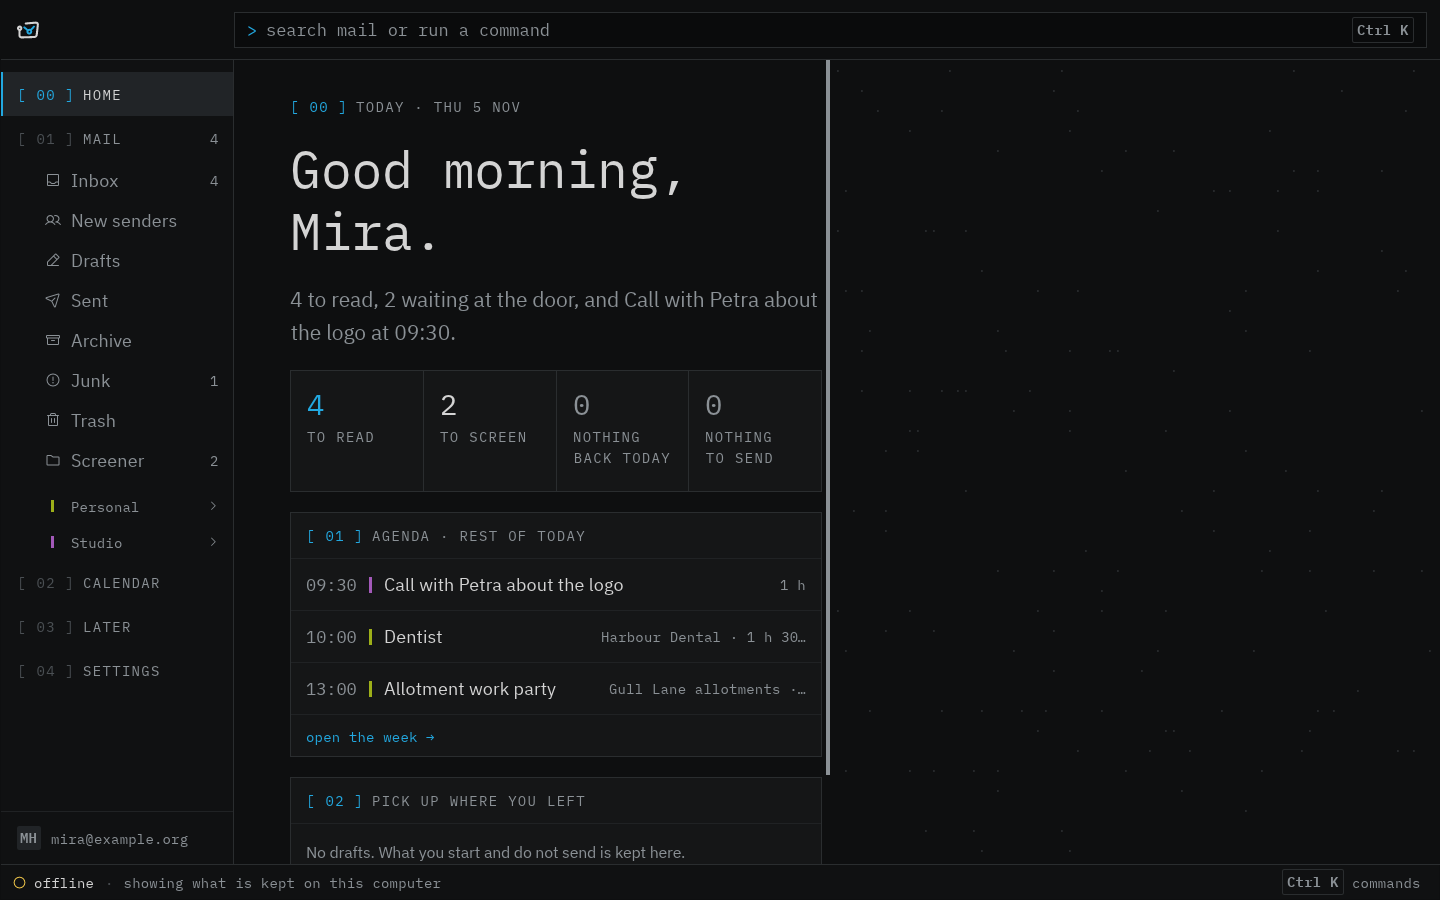 > search mail or run a command
Ctrl K
[ 00 ] HOME
[ 01 ] MAIL 4
Inbox 4
New senders
Drafts
Sent
Archive
Junk 1
Trash
Screener 2
Personal
Studio
[ 02 ] CALENDAR
[ 03 ] LATER
[ 04 ] SETTINGS
MH mira@example.org
[ 00 ] TODAY · THU 5 NOV
Good morning,
Mira.
4 to read, 2 waiting at the door, and Call with Petra about
the logo at 09:30.
4
TO READ
2
TO SCREEN
0
NOTHING
BACK TODAY
0
NOTHING
TO SEND
[ 01 ] AGENDA · REST OF TODAY
09:30 Call with Petra about the logo 1 h
10:00 Dentist Harbour Dental · 1 h 30…
13:00 Allotment work party Gull Lane allotments ·…
open the week →
[ 02 ] PICK UP WHERE YOU LEFT
No drafts. What you start and do not send is kept here.
offline · showing what is kept on this computer
Ctrl K commands